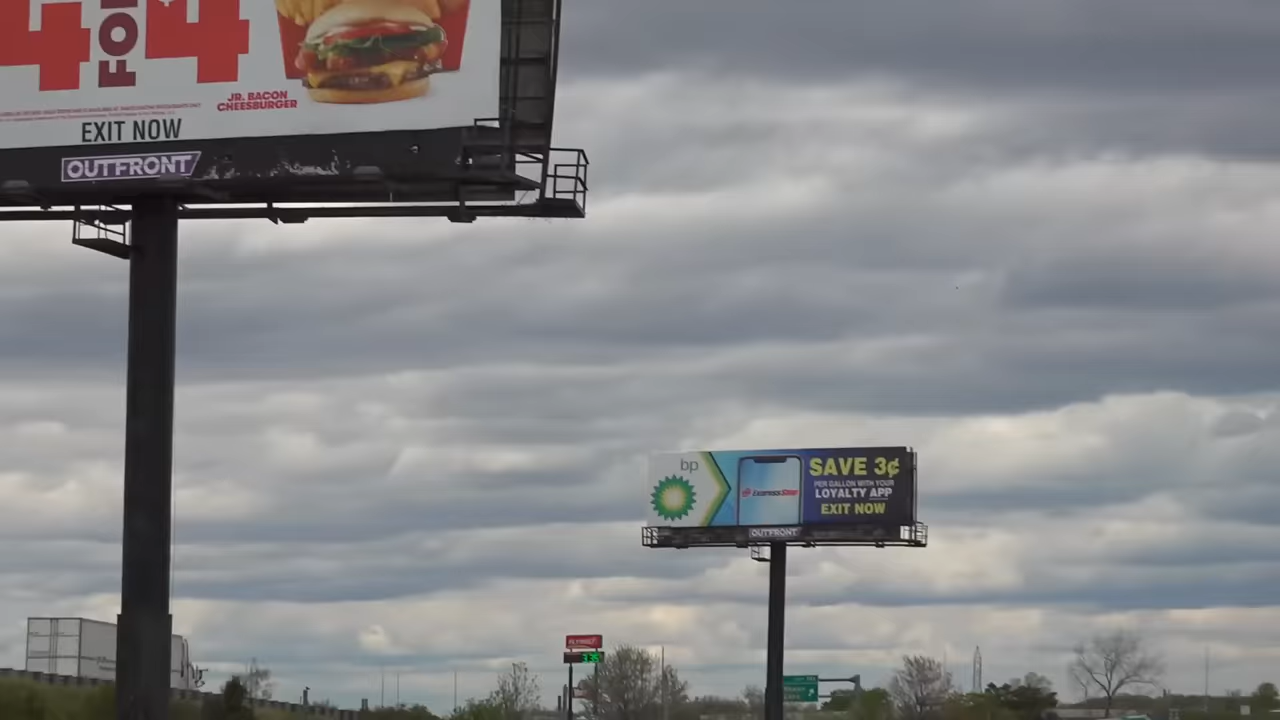 4 FOR 4
JR. BACON
CHEESBURGER
EXIT NOW
OUTFRONT
bp
ExpressStop
SAVE 3¢
PER GALLON WITH YOUR
LOYALTY APP
EXIT NOW
OUTFRONT